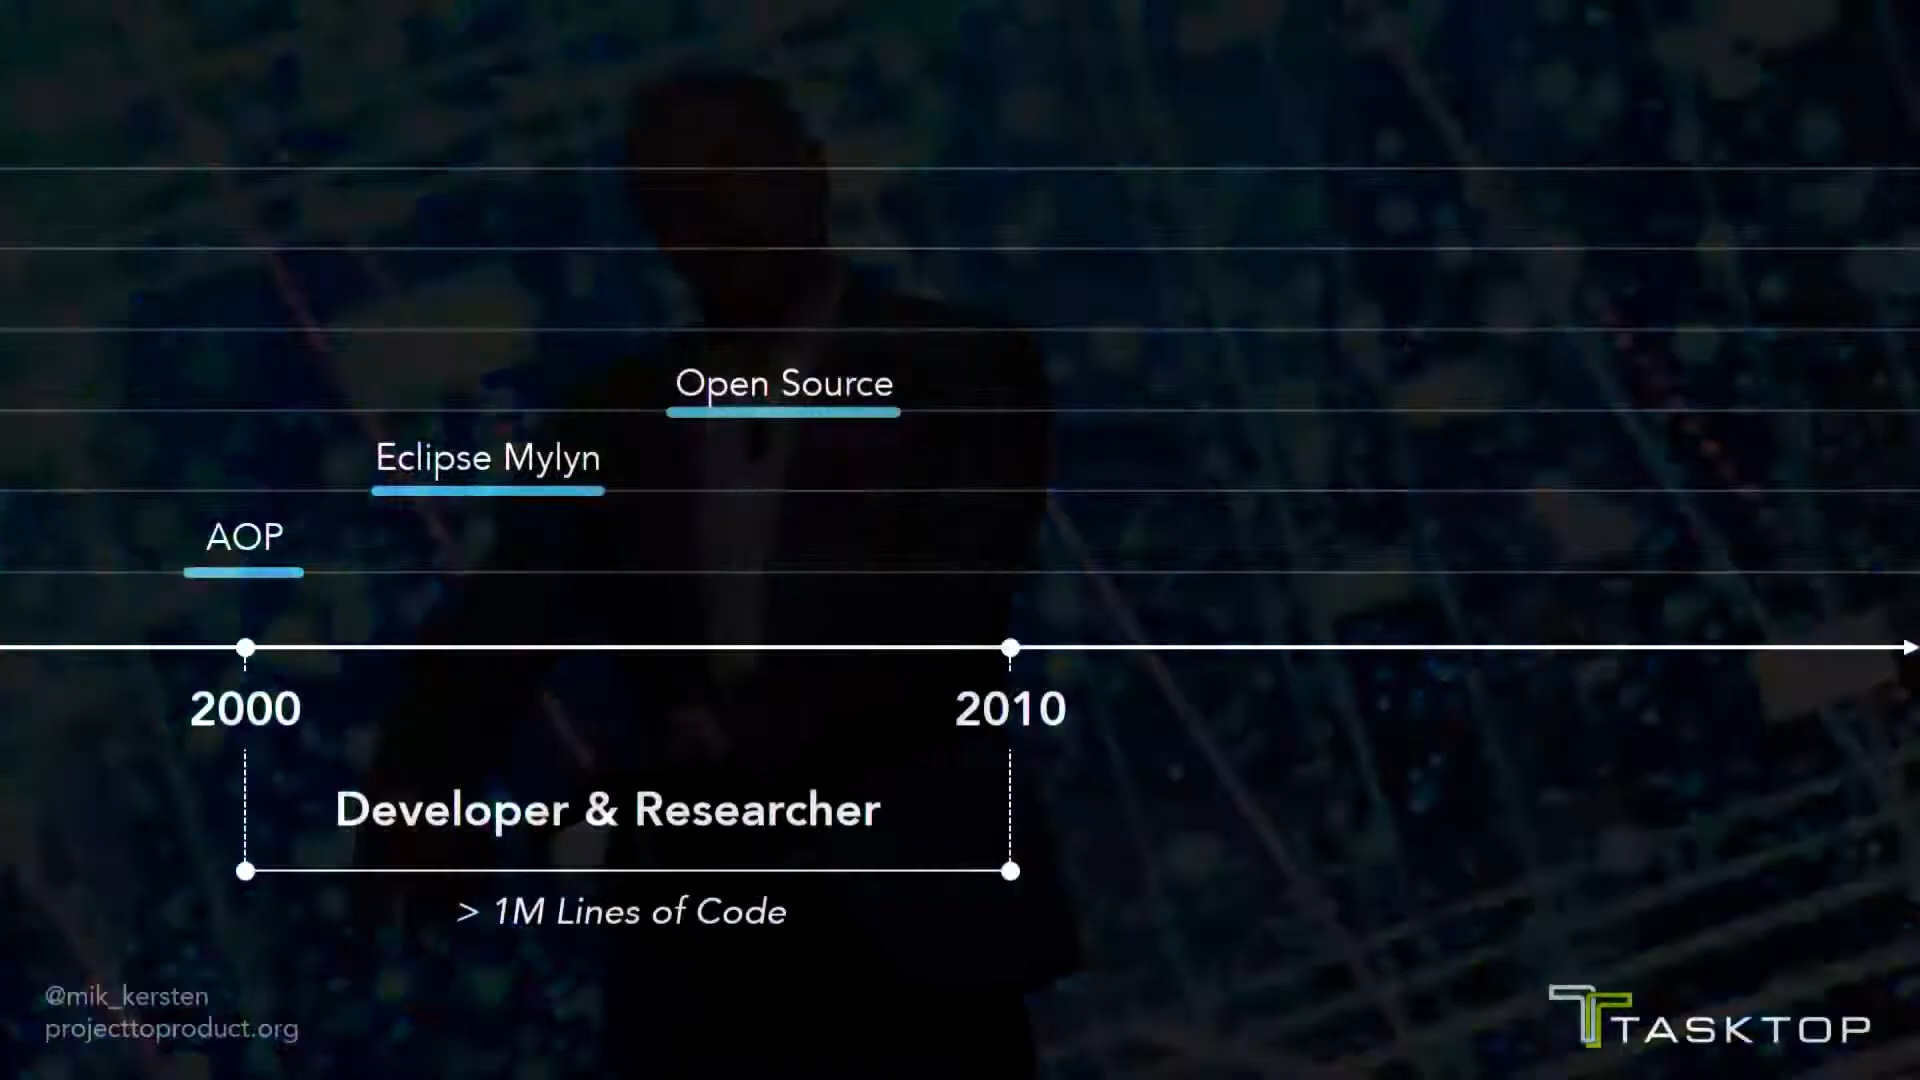 Open Source
Eclipse Mylyn
AOP
2000
2010
Developer & Researcher
> 1M Lines of Code
@mik_kersten
projecttoproduct.org
TASKTOP